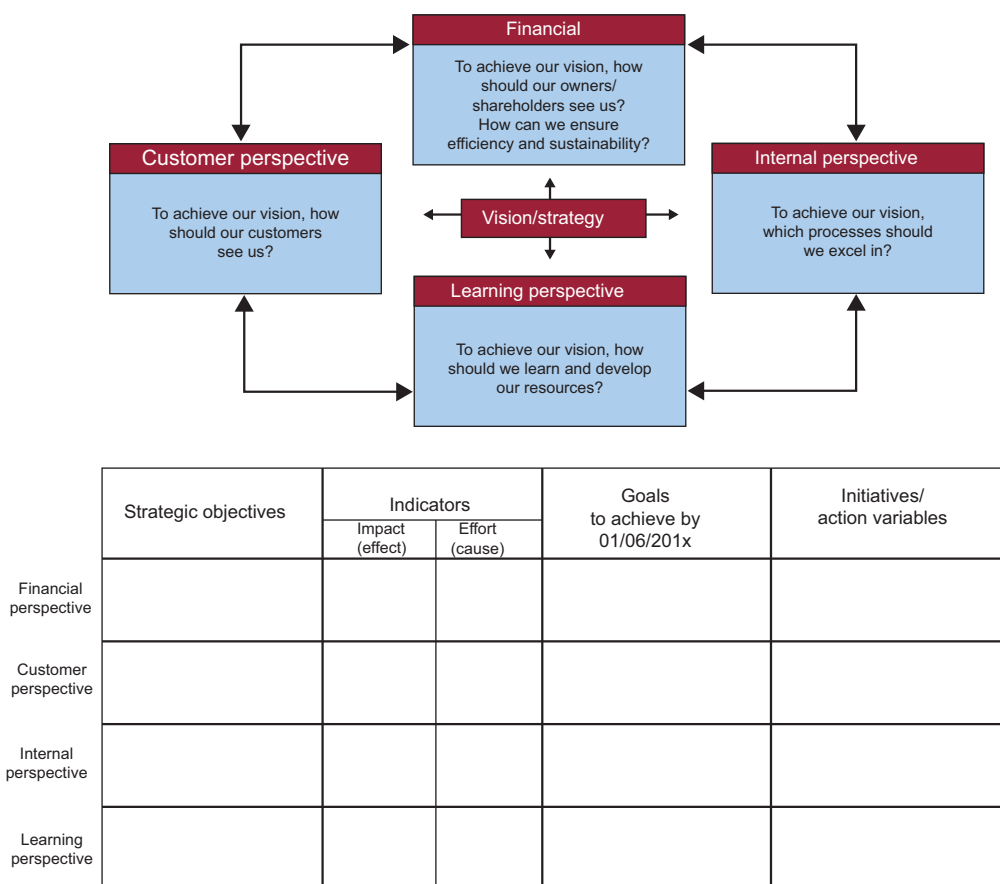 Financial
To achieve our vision, how
should our owners/
shareholders see us?
How can we ensure
efficiency and sustainability?
Customer perspective
To achieve our vision, how
should our customers
see us?
Vision/strategy
Internal perspective
To achieve our vision,
which processes should
we excel in?
Learning perspective
To achieve our vision, how
should we learn and develop
our resources?
Strategic objectives
Indicators
Impact
(effect)
Effort
(cause)
Goals
to achieve by
01/06/201x
Initiatives/
action variables
Financial
perspective
Customer
perspective
Internal
perspective
Learning
perspective